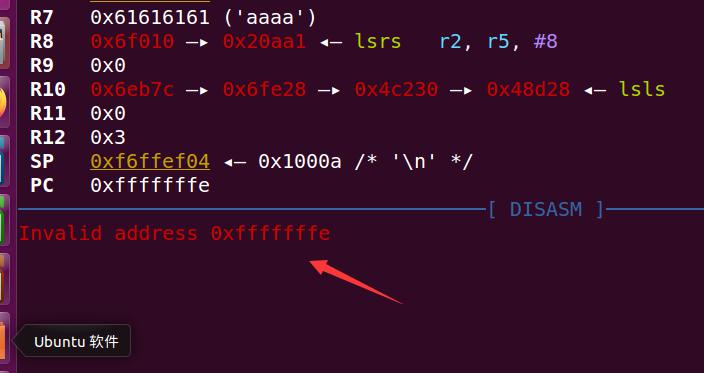 R7 0x61616161 ('aaaa')
R8 0x6f010 —▸ 0x20aa1 ◂— lsrs r2, r5, #8
R9 0x0
R10 0x6eb7c —▸ 0x6fe28 —▸ 0x4c230 —▸ 0x48d28 ◂— lsls
R11 0x0
R12 0x3
SP 0xf6ffef04 ◂— 0x1000a /* '\n' */
PC 0xfffffffe
[ DISASM ]
Invalid address 0xfffffffe
Ubuntu 软件